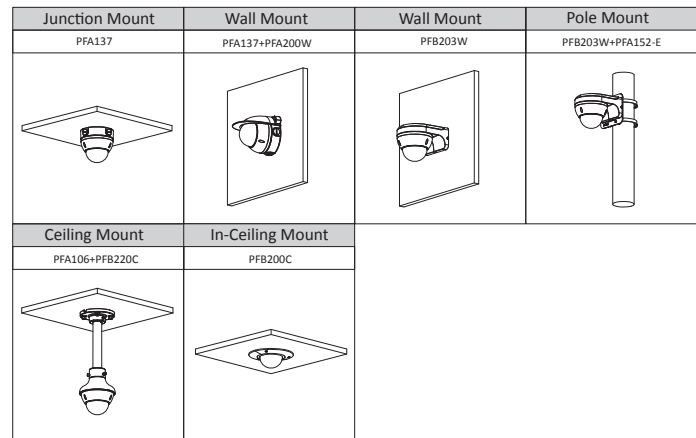 Junction Mount
Wall Mount
Wall Mount
Pole Mount
PFA137
PFA137+PFA200W
PFB203W
PFB203W+PFA152-E
Ceiling Mount
In-Ceiling Mount
PFA106+PFB220C
PFB200C